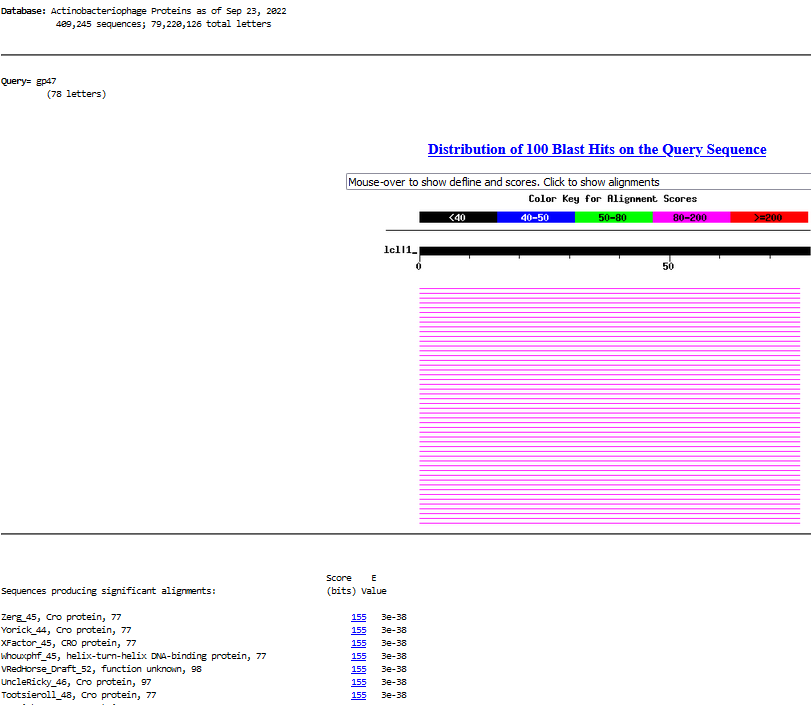 Database: Actinobacteriophage Proteins as of Sep 23, 2022
409,245 sequences; 79,220,126 total letters
Query= gp47
(78 letters)
Distribution of 100 Blast Hits on the Query Sequence
Mouse-over to show defline and scores. Click to show alignments
Color Key for Alignment Scores
<40 40-50 50-80 80-200 >=200
lcl|1_
0 50
Score E
Sequences producing significant alignments: (bits) Value
Zerg_45, Cro protein, 77 155 3e-38
Yorick_44, Cro protein, 77 155 3e-38
XFactor_45, CRO protein, 77 155 3e-38
Whouxphf_45, helix-turn-helix DNA-binding protein, 77 155 3e-38
VRedHorse_Draft_52, function unknown, 98 155 3e-38
UncleRicky_46, Cro protein, 97 155 3e-38
Tootsieroll_48, Cro protein, 77 155 3e-38